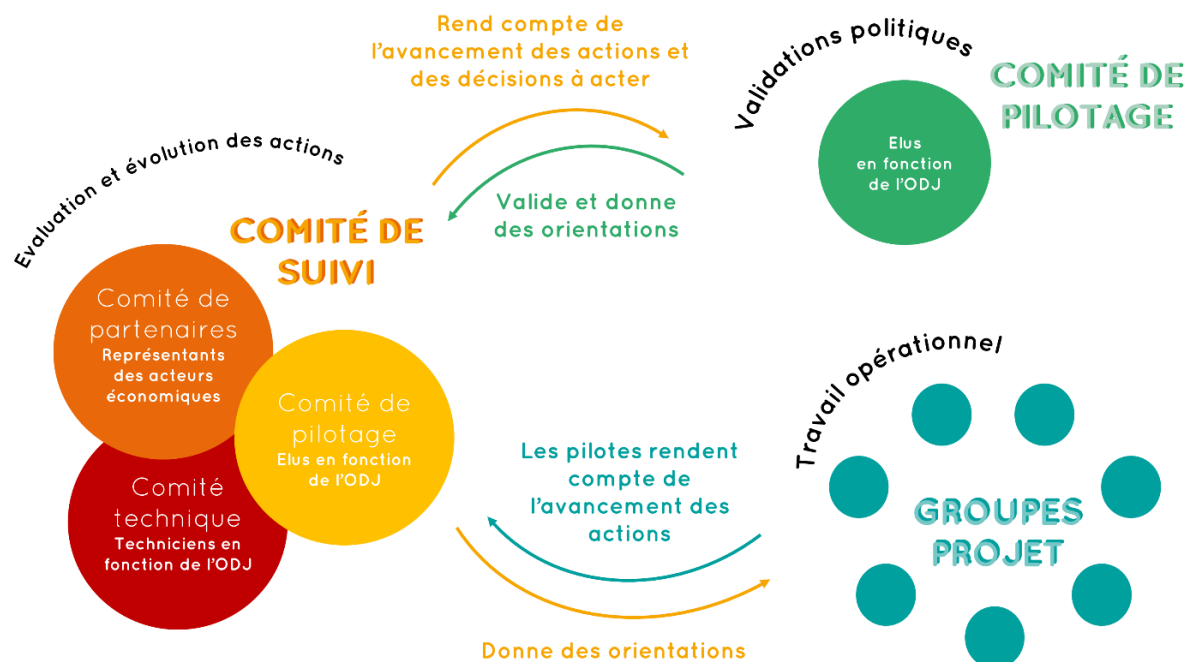 Rend compte de
l'avancement des actions et
des décisions à acter
Validations politiques
COMITÉ DE
PILOTAGE
Elus
en fonction
de l'ODJ
Valide et donne
des orientations
Evaluation et évolution des actions
COMITÉ DE
SUIVI
Comité de
partenaires
Représentants
des acteurs
économiques
Comité de
pilotage
Elus en fonction
de l'ODJ
Comité
technique
Techniciens en
fonction de l'ODJ
Les pilotes rendent
compte de
l'avancement des
actions
Donne des orientations
Travail opérationnel
GROUPES
PROJET